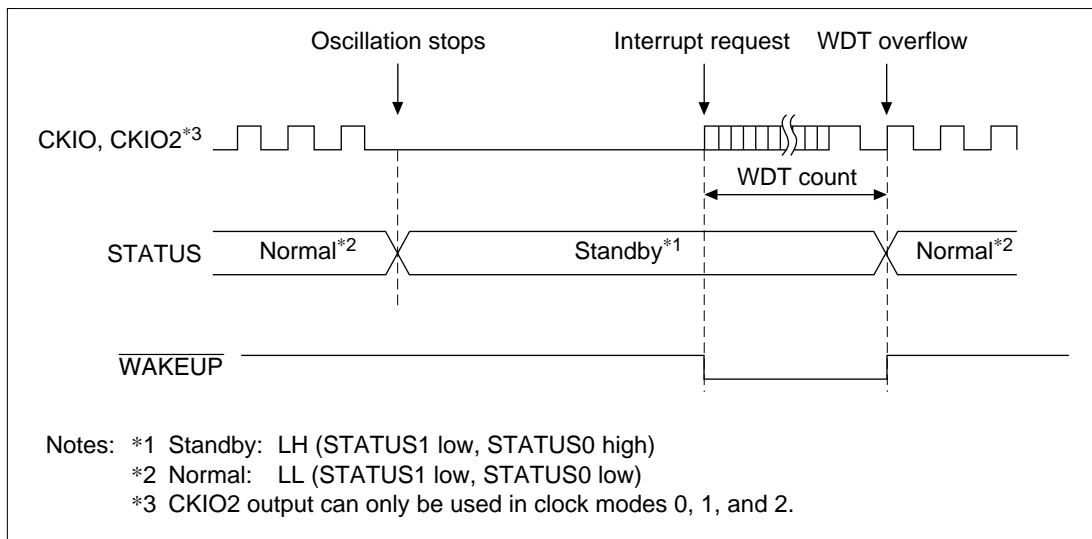 Oscillation stops Interrupt request WDT overflow
CKIO, CKIO2*3
WDT count
STATUS Normal*2 Standby*1 Normal*2
WAKEUP
Notes: *1 Standby: LH (STATUS1 low, STATUS0 high)
*2 Normal: LL (STATUS1 low, STATUS0 low)
*3 CKIO2 output can only be used in clock modes 0, 1, and 2.